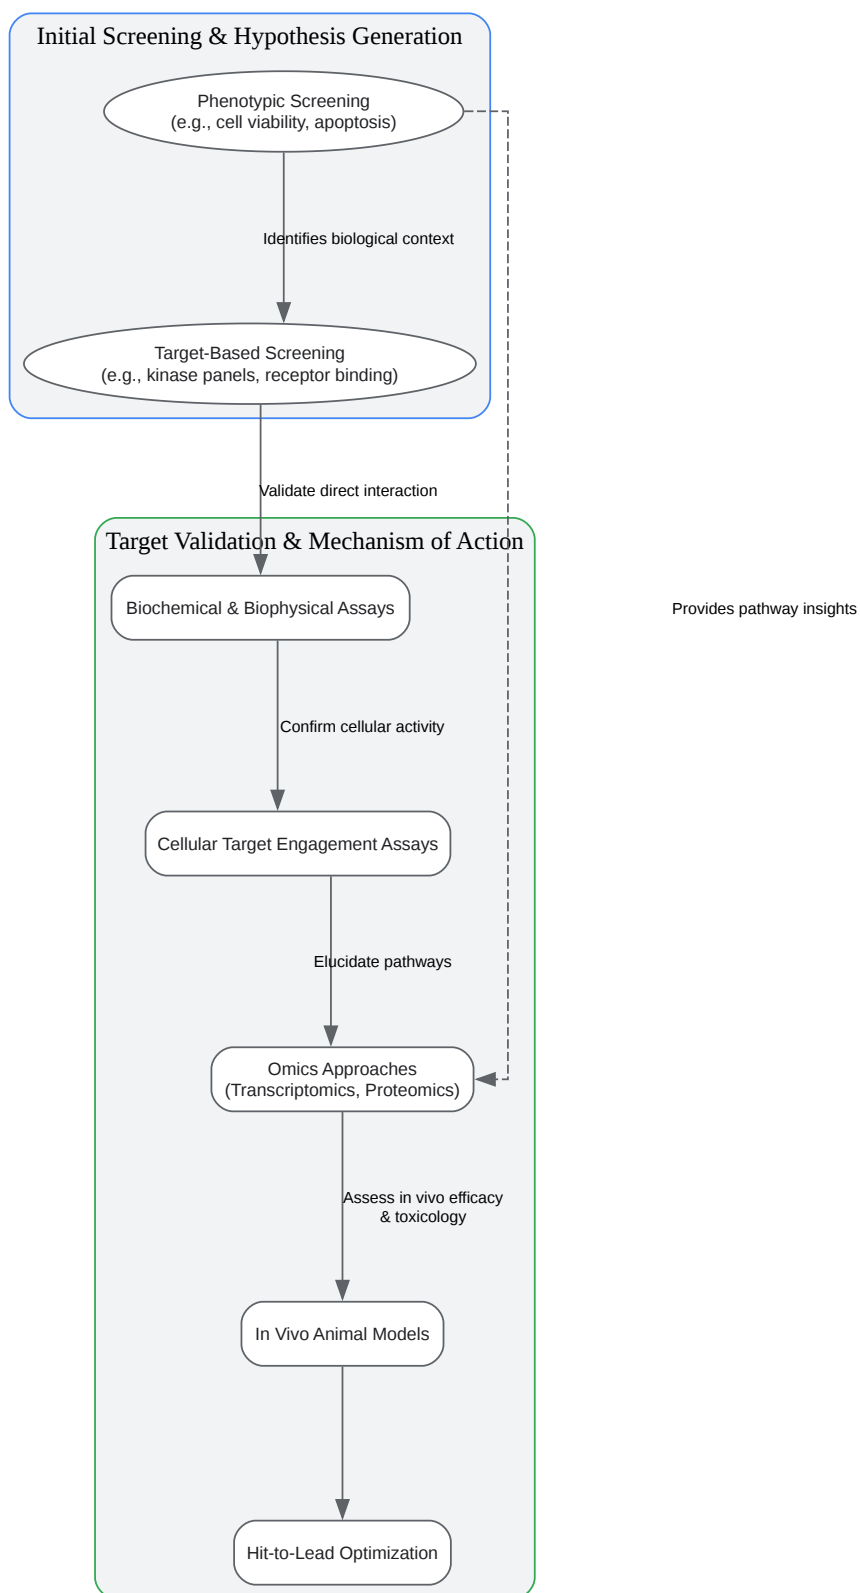 Initial Screening & Hypothesis Generation
Phenotypic Screening
(e.g., cell viability, apoptosis)
Identifies biological context
Target-Based Screening
(e.g., kinase panels, receptor binding)
Validate direct interaction
Target Validation & Mechanism of Action
Biochemical & Biophysical Assays
Provides pathway insights
Confirm cellular activity
Cellular Target Engagement Assays
Elucidate pathways
Omics Approaches
(Transcriptomics, Proteomics)
Assess in vivo efficacy
& toxicology
In Vivo Animal Models
Hit-to-Lead Optimization